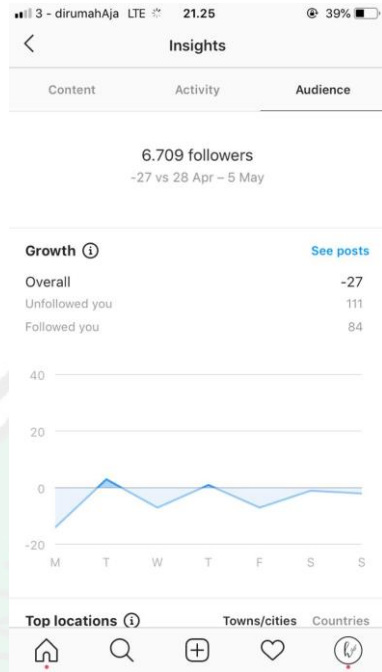 3 - dirumahAja LTE 21.25 39%
Insights
Content Activity Audience
6.709 followers
-27 vs 28 Apr – 5 May
Growth See posts
Overall -27
Unfollowed you 111
Followed you 84
40
20
0
-20
M T W T F S S
Top locations Towns/cities Countries